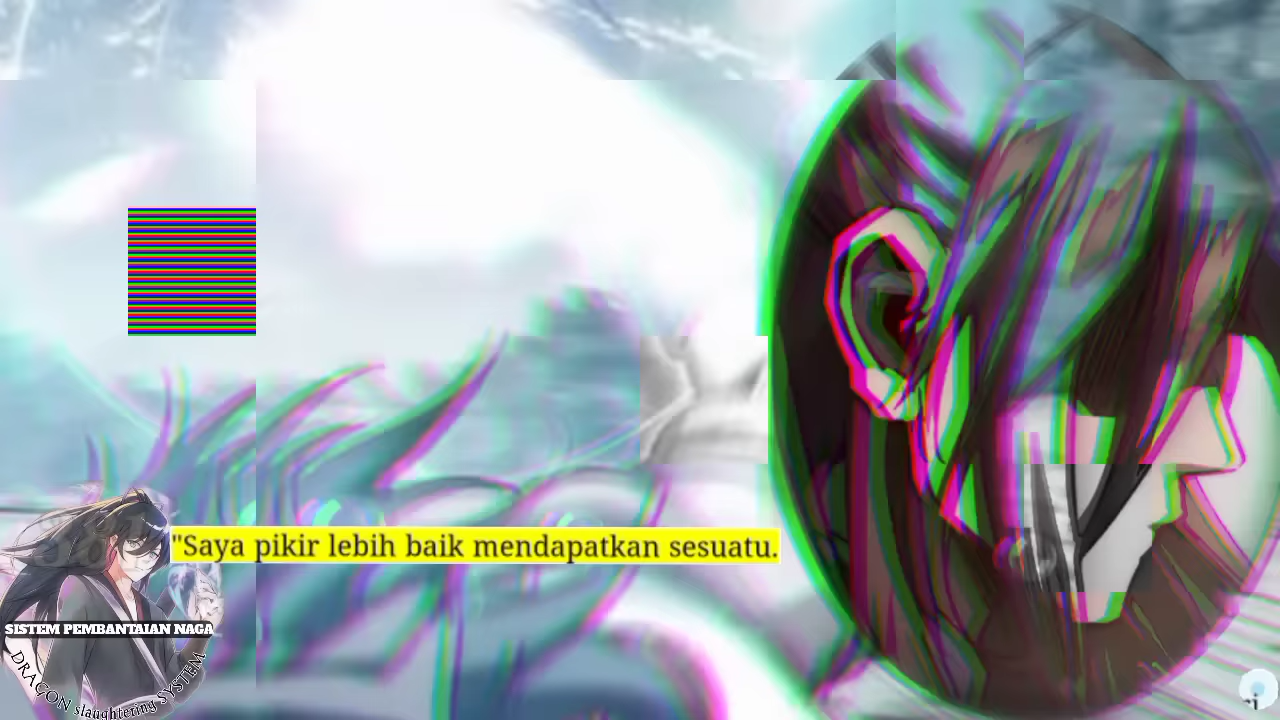 "Saya pikir lebih baik mendapatkan sesuatu.
SISTEM PEMBANTAIAN NAGA
DRAGON slaughtering SYSTEM